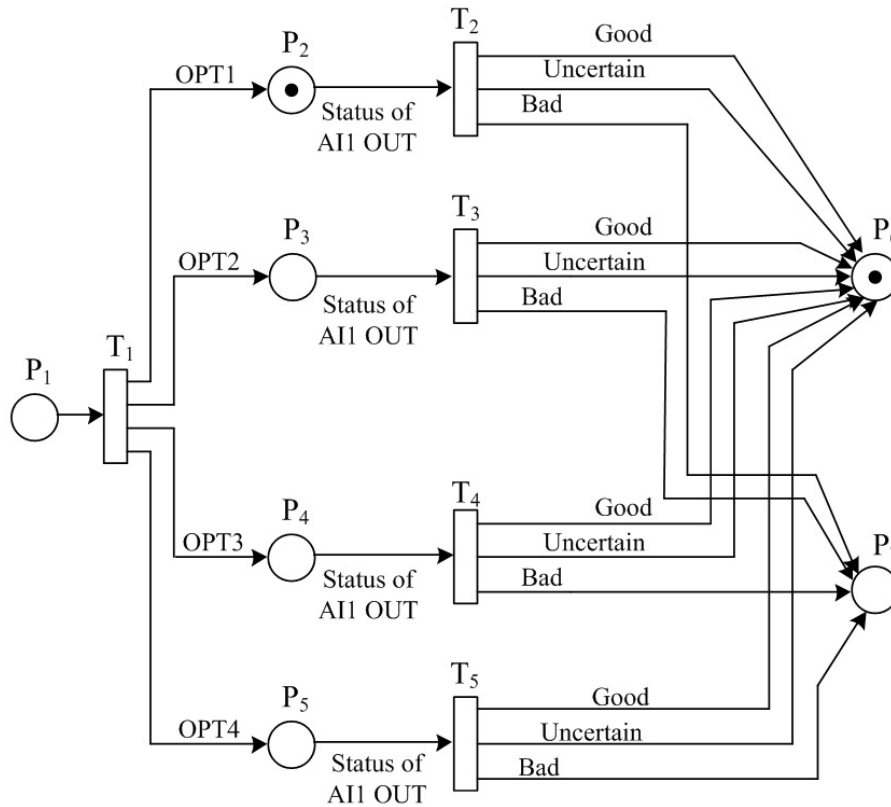 T₂
Good
P₂
Uncertain
OPT1
Bad
Status of
AI1 OUT
T₃
P₃
Good
OPT2
Uncertain
Bad
Status of
AI1 OUT
T₁
P₁
T₄
P₄
Good
OPT3
Uncertain
Bad
Status of
AI1 OUT
T₅
P₅
Good
OPT4
Uncertain
Status of
AI1 OUT
Bad
P
P